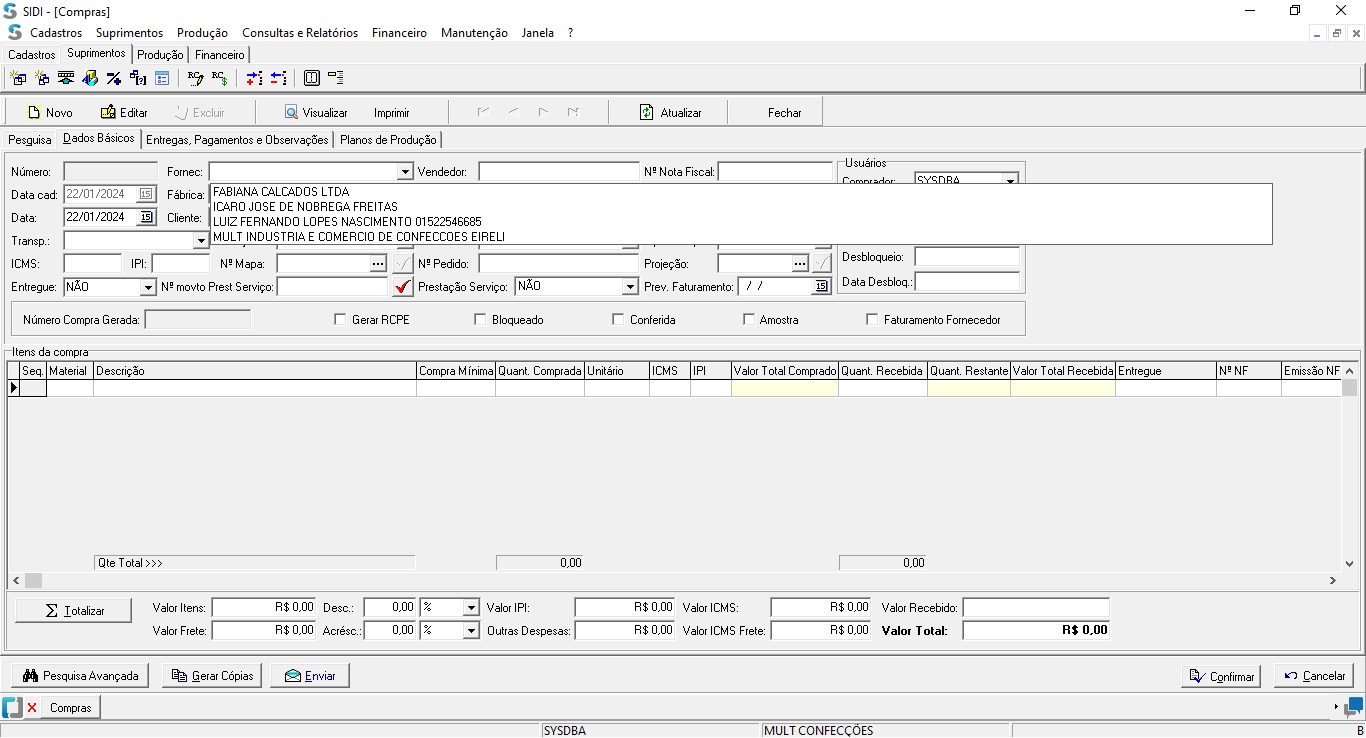 SIDI - [Compras]
Cadastros Suprimentos Produção Consultas e Relatórios Financeiro Manutenção Janela ?
Cadastros Suprimentos Produção Financeiro
Novo Editar Excluir Visualizar Imprimir Atualizar Fechar
Pesquisa Dados Básicos Entregas, Pagamentos e Observações Planos de Produção
Número: Fornec: Vendedor: Nº Nota Fiscal: Usuários
Comprador: SYSDBA
Data cad: 22/01/2024 15 Fábrica: FABIANA CALCADOS LTDA
ICARO JOSE DE NOBREGA FREITAS
Data: 22/01/2024 15 Cliente: LUIZ FERNANDO LOPES NASCIMENTO 01522546685
Transp.: MULT INDUSTRIA E COMERCIO DE CONFECCOES EIRELI
ICMS: IPI: Nº Mapa: ... Nº Pedido: Projeção: ... Desbloqueio:
Entregue: NÃO Nº movto Prest Serviço: Prestação Serviço: NÃO Prev. Faturamento: / / 15 Data Desbloq.:
Número Compra Gerada: Gerar RCPE Bloqueado Conferida Amostra Faturamento Fornecedor
Itens da compra
Seq. Material Descrição Compra Mínima Quant. Comprada Unitário ICMS IPI Valor Total Comprado Quant. Recebida Quant. Restante Valor Total Recebida Entregue Nº NF Emissão NF
Qte Total >>> 0,00 0,00
Σ Totalizar Valor Itens: R$ 0,00 Desc.: 0,00 % Valor IPI: R$ 0,00 Valor ICMS: R$ 0,00 Valor Recebido:
Valor Frete: R$ 0,00 Acrésc.: 0,00 % Outras Despesas: R$ 0,00 Valor ICMS Frete: R$ 0,00 Valor Total: R$ 0,00
Pesquisa Avançada Gerar Cópias Enviar Confirmar Cancelar
Compras
SYSDBA MULT CONFECÇÕES B